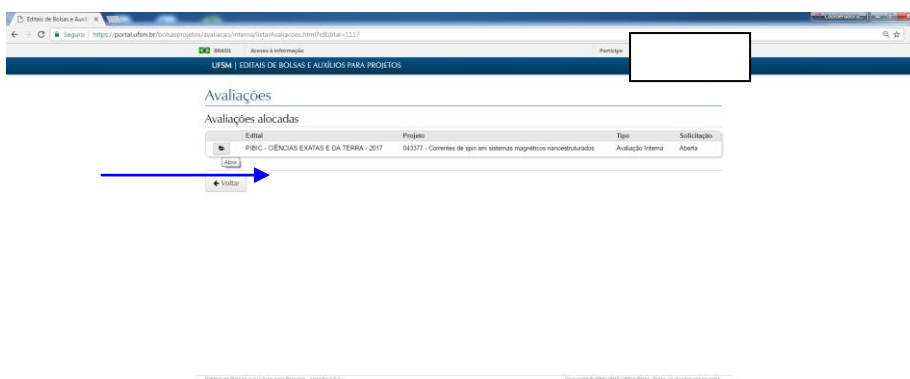 Editais de Bolsas e Auxíli
Seguro | https://portal.ufsm.br/bolsasprojetos/avaliacao/interna/listarAvaliacoes.html?idEdital=1117
BRASIL Acesso à informação Participe
UFSM | EDITAIS DE BOLSAS E AUXÍLIOS PARA PROJETOS
Avaliações
Avaliações alocadas
Edital Projeto Tipo Solicitação
PIBIC - CIÊNCIAS EXATAS E DA TERRA - 2017 043377 - Correntes de spin em sistemas magnéticos nanoestruturados Avaliação Interna Aberta
Abrir
Voltar